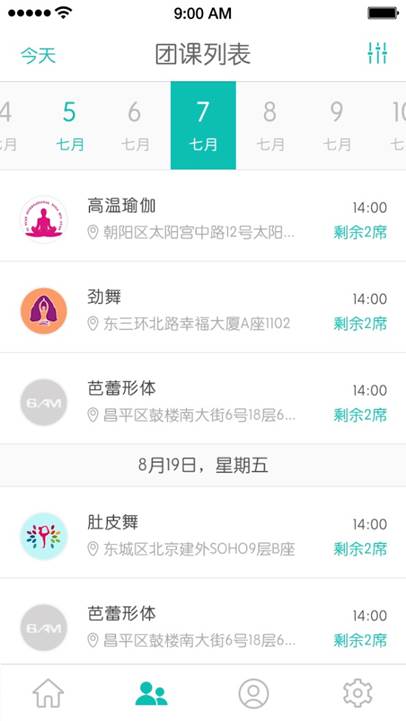 9:00 AM
今天
团课列表
4 5 6 7 8 9 10
七月 七月 七月 七月 七月 七月
高温瑜伽 14:00
朝阳区太阳宫中路12号太阳... 剩余2席
劲舞 14:00
东三环北路幸福大厦A座1102 剩余2席
芭蕾形体 14:00
6AM
昌平区鼓楼南大街6号18层6... 剩余2席
8月19日，星期五
肚皮舞 14:00
东城区北京建外SOHO9层B座 剩余2席
芭蕾形体 14:00
6AM
昌平区鼓楼南大街6号18层6... 剩余2席